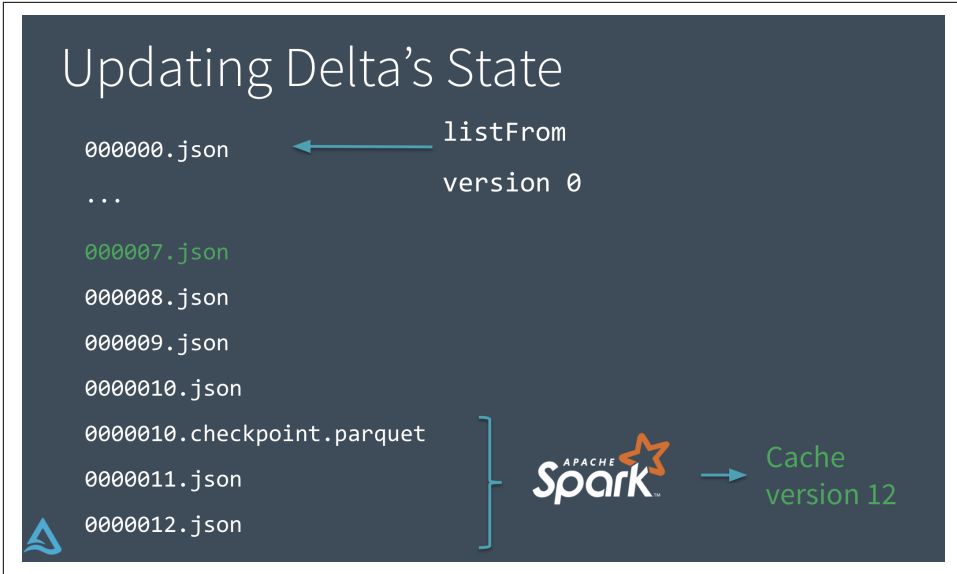 Updating Delta’s State
000000.json
...
000007.json
000008.json
000009.json
0000010.json
0000010.checkpoint.parquet
0000011.json
0000012.json
listFrom
version 0
APACHE
Spark™
Cache
version 12